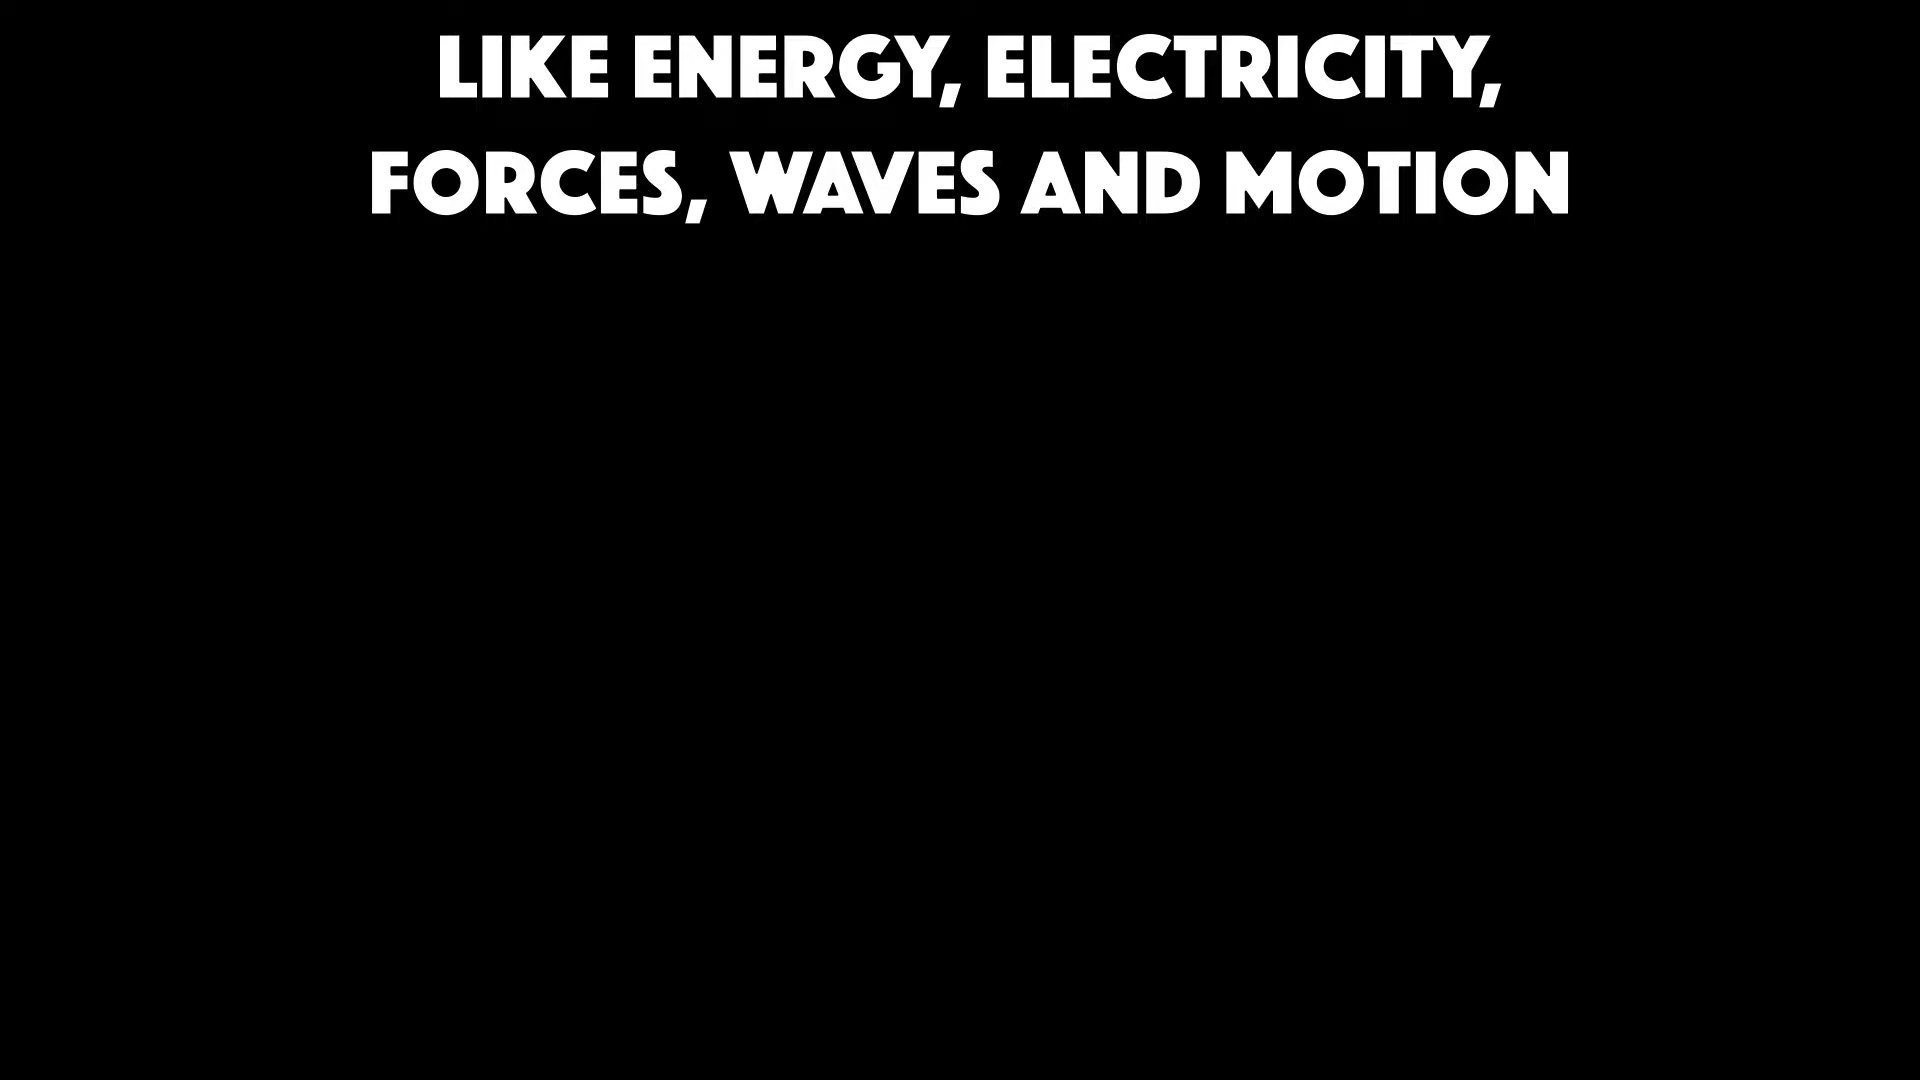 LIKE ENERGY, ELECTRICITY,
FORCES, WAVES AND MOTION